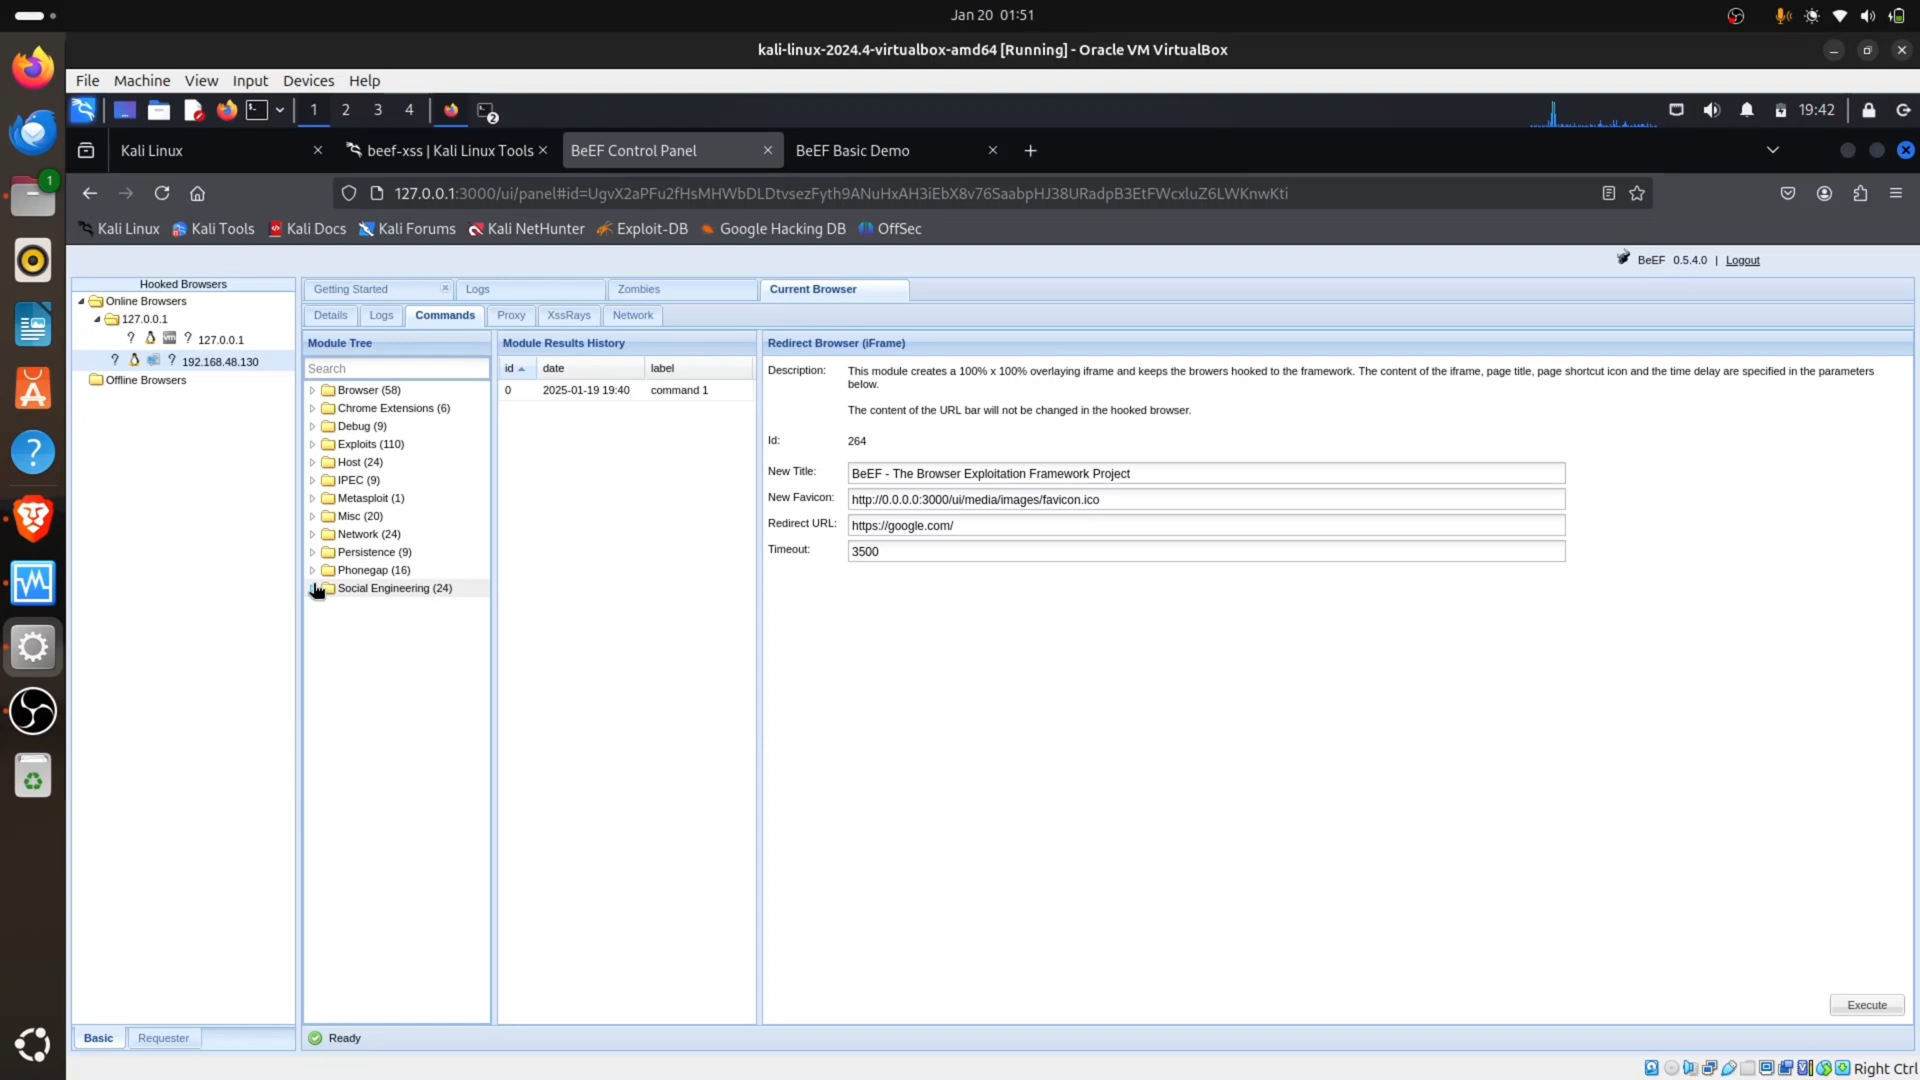 Jan 20 01:51
kali-linux-2024.4-virtualbox-amd64 [Running] - Oracle VM VirtualBox
File Machine View Input Devices Help
1 2 3 4 2 19:42
Kali Linux beef-xss | Kali Linux Tools BeEF Control Panel BeEF Basic Demo
127.0.0.1:3000/ui/panel#id=UgvX2aPFu2fHsMHWbDLDtvsezFyth9ANuHxAH3iEbX8v76SaabpHJ38URadpB3EtFWcxluZ6LWKnwKti
Kali Linux Kali Tools Kali Docs Kali Forums Kali NetHunter Exploit-DB Google Hacking DB OffSec
BeEF 0.5.4.0 | Logout
Hooked Browsers
Online Browsers
127.0.0.1
? vm ? 127.0.0.1
? ? 192.168.48.130
Offline Browsers
Basic Requester
Getting Started Logs Zombies Current Browser
Details Logs Commands Proxy XssRays Network
Module Tree
Search
Browser (58)
Chrome Extensions (6)
Debug (9)
Exploits (110)
Host (24)
IPEC (9)
Metasploit (1)
Misc (20)
Network (24)
Persistence (9)
Phonegap (16)
Social Engineering (24)
Module Results History
id date label
0 2025-01-19 19:40 command 1
Redirect Browser (iFrame)
Description: This module creates a 100% x 100% overlaying iframe and keeps the browers hooked to the framework. The content of the iframe, page title, page shortcut icon and the time delay are specified in the parameters
below.
The content of the URL bar will not be changed in the hooked browser.
Id: 264
New Title: BeEF - The Browser Exploitation Framework Project
New Favicon: http://0.0.0.0:3000/ui/media/images/favicon.ico
Redirect URL: https://google.com/
Timeout: 3500
Execute
Ready
1
Right Ctrl